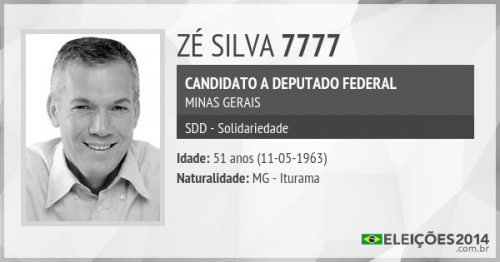 ZÉ SILVA 7777
CANDIDATO A DEPUTADO FEDERAL
MINAS GERAIS
SDD - Solidariedade
Idade: 51 anos (11-05-1963)
Naturalidade: MG - Iturama
ELEIÇÕES2014
.com.br